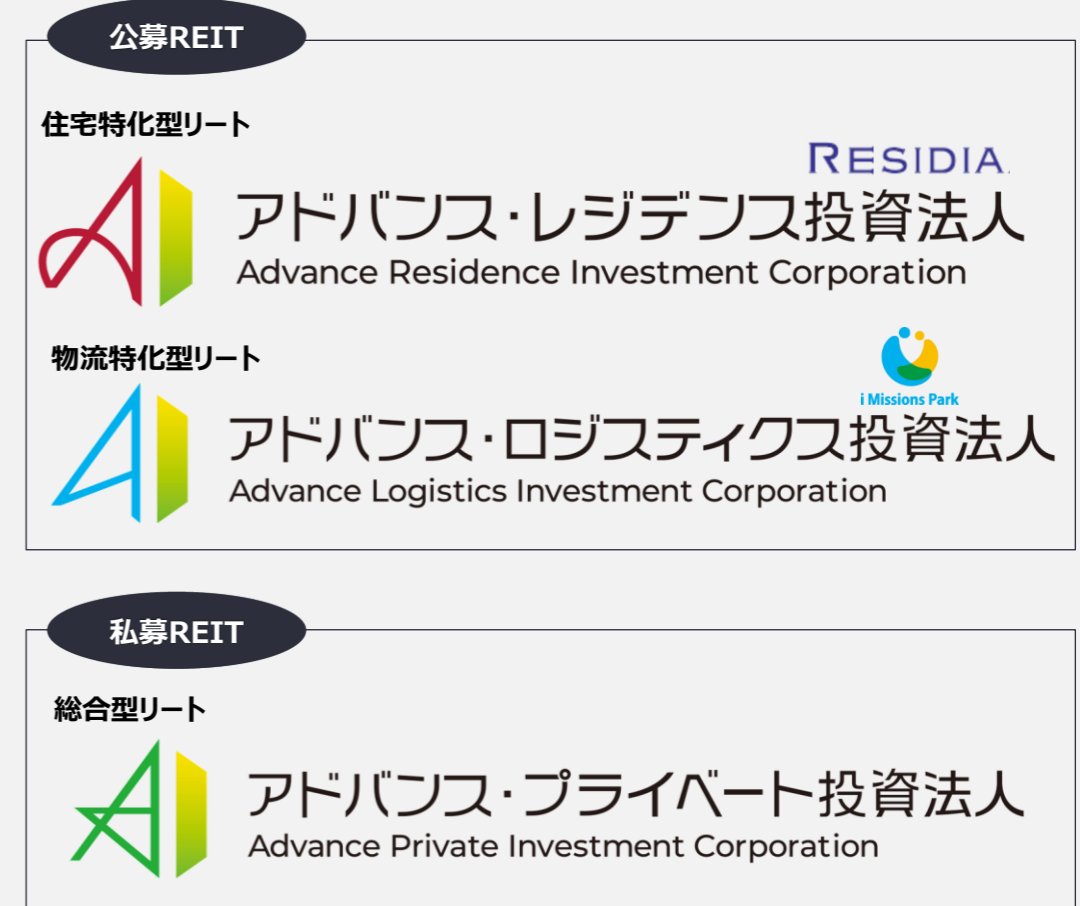 公募REIT
住宅特化型リート
RESIDIA
アドバンス・レジデンス投資法人
Advance Residence Investment Corporation
物流特化型リート
i Missions Park
アドバンス・ロジスティクス投資法人
Advance Logistics Investment Corporation
私募REIT
総合型リート
アドバンス・プライベート投資法人
Advance Private Investment Corporation